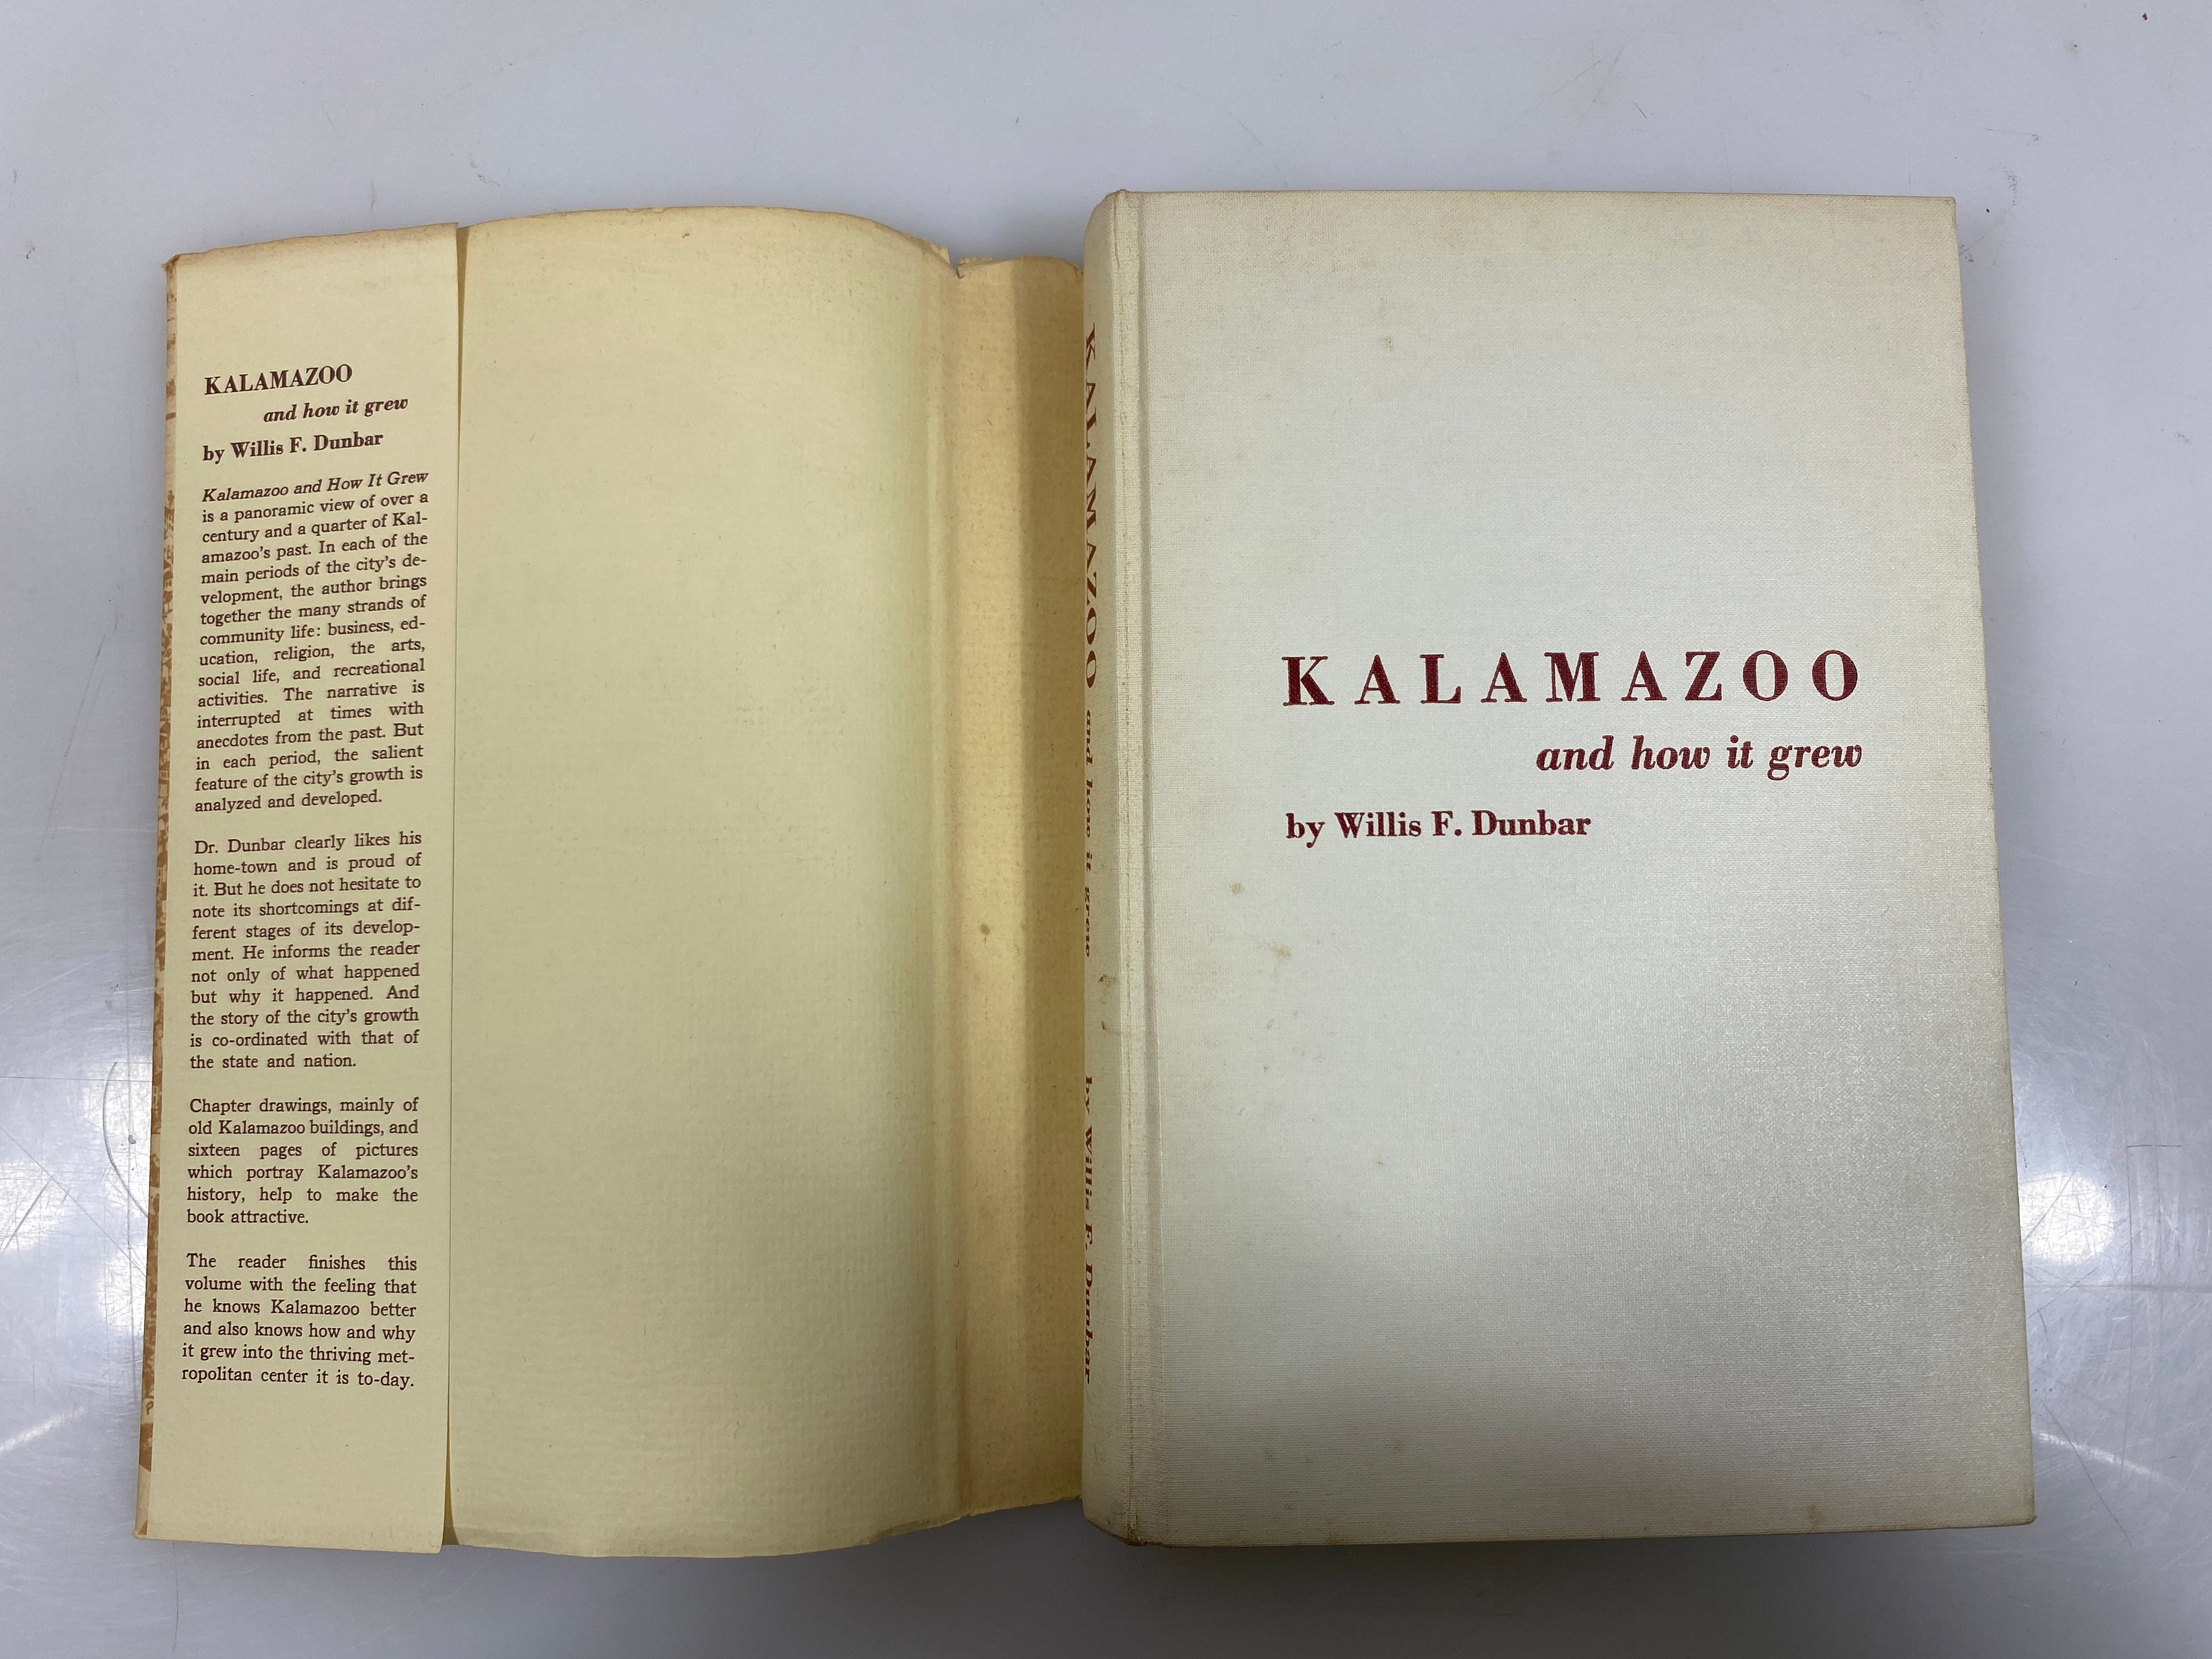 KALAMAZOO
and how it grew
by Willis F. Dunbar
Kalamazoo and How It Grew
is a panoramic view of over a
century and a quarter of Kal-
amazoo's past. In each of the
main periods of the city's de-
velopment, the author brings
together the many strands of
community life: business, ed-
ucation, religion, the arts,
social life, and recreational
activities. The narrative is
interrupted at times with
anecdotes from the past. But
in each period, the salient
feature of the city's growth is
analyzed and developed.
Dr. Dunbar clearly likes his
home-town and is proud of
it. But he does not hesitate to
note its shortcomings at dif-
ferent stages of its develop-
ment. He informs the reader
not only of what happened
but why it happened. And
the story of the city's growth
is co-ordinated with that of
the state and nation.
Chapter drawings, mainly of
old Kalamazoo buildings, and
sixteen pages of pictures
which portray Kalamazoo's
history, help to make the
book attractive.
The reader finishes this
volume with the feeling that
he knows Kalamazoo better
and also knows how and why
it grew into the thriving met-
ropolitan center it is to-day.
KALAMAZOO and how it grew by Willis F. Dunbar
KALAMAZOO
and how it grew
by Willis F. Dunbar